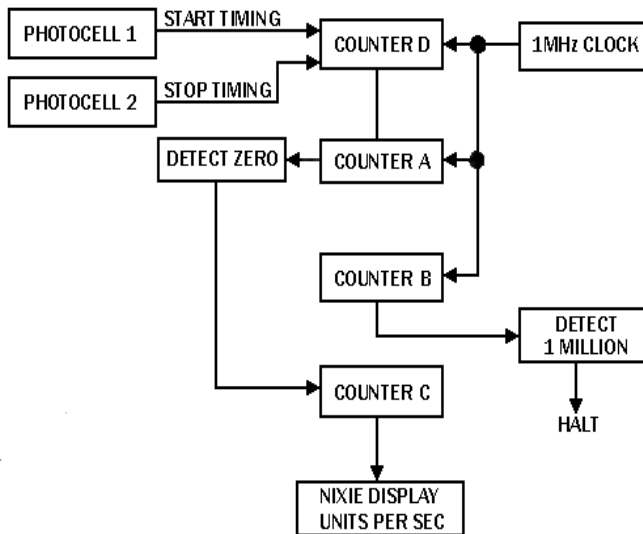 PHOTOCELL 1
START TIMING
COUNTER D
1MHz CLOCK
PHOTOCELL 2
STOP TIMING
DETECT ZERO
COUNTER A
COUNTER B
DETECT
1 MILLION
COUNTER C
HALT
NIXIE DISPLAY
UNITS PER SEC